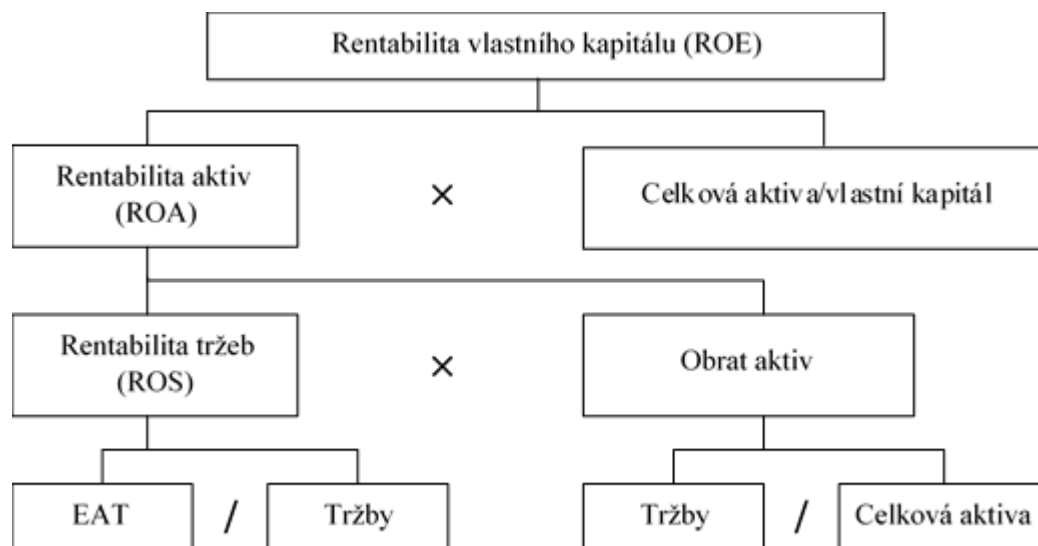 Rentabilita vlastního kapitálu (ROE)
Rentabilita aktiv
(ROA)
×
Celková aktiva/vlastní kapitál
Rentabilita tržeb
(ROS)
×
Obrat aktiv
EAT / Tržby
Tržby / Celková aktiva